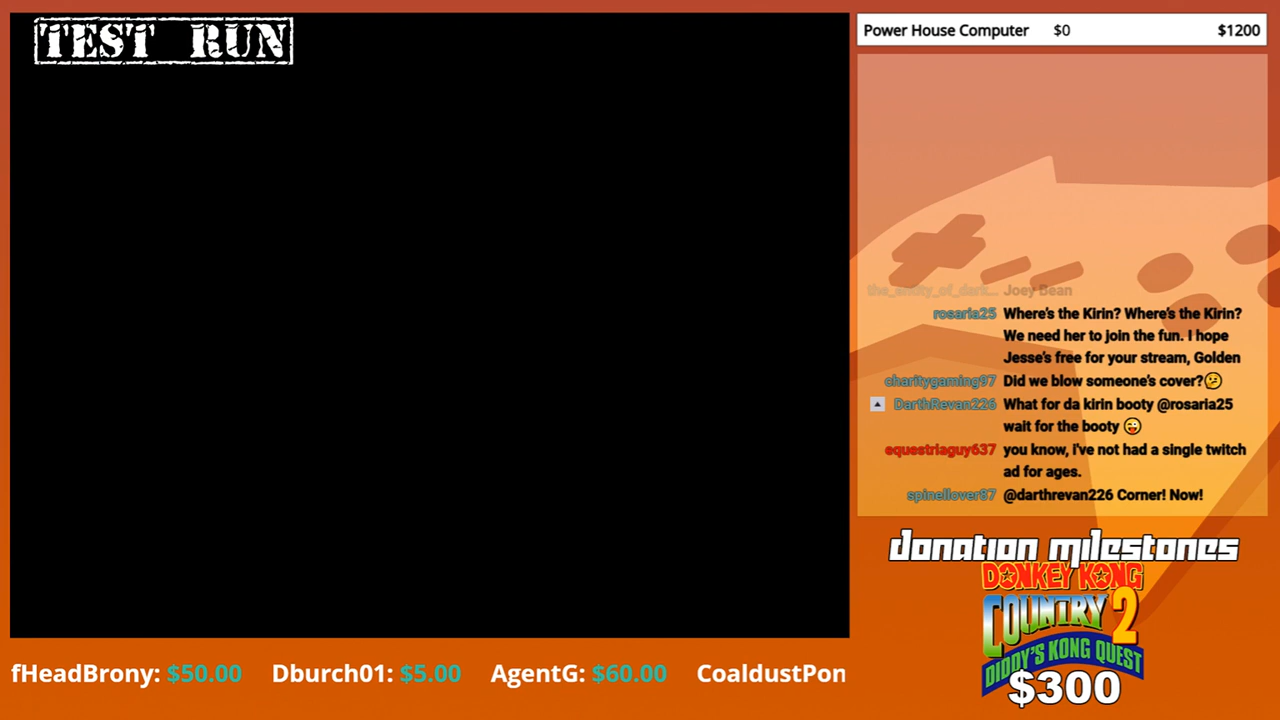 TEST RUN
Power House Computer $0 $1200
the_entity_of_dark... Joey Bean
rosaria25 Where's the Kirin? Where's the Kirin?
We need her to join the fun. I hope
Jesse's free for your stream, Golden
charitygaming97 Did we blow someone's cover?🤔
DarthRevan226 What for da kirin booty @rosaria25
wait for the booty 😜
equestriaguy637 you know, i've not had a single twitch
ad for ages.
spinellover87 @darthrevan226 Corner! Now!
donation milestones
DONKEY KONG
COUNTRY 2
DIDDY'S KONG QUEST
$300
fHeadBrony: $50.00 Dburch01: $5.00 AgentG: $60.00 CoaldustPon